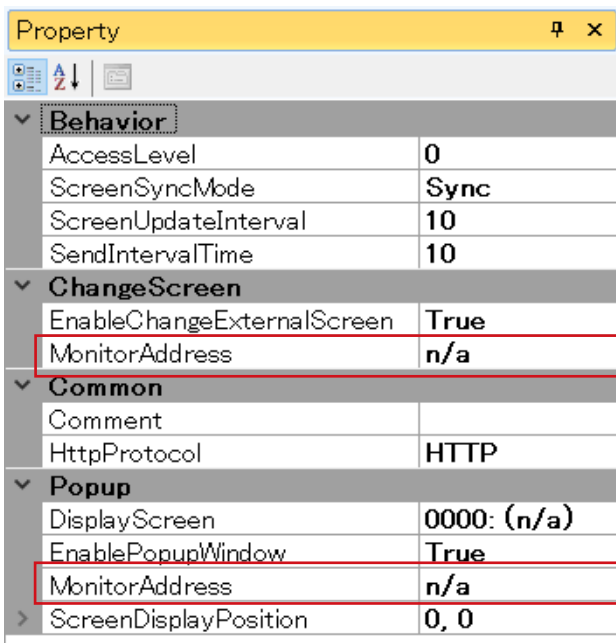 Property
Behavior
AccessLevel 0
ScreenSyncMode Sync
ScreenUpdateInterval 10
SendIntervalTime 10
ChangeScreen
EnableChangeExternalScreen True
MonitorAddress n/a
Common
Comment
HttpProtocol HTTP
Popup
DisplayScreen 0000: (n/a)
EnablePopupWindow True
MonitorAddress n/a
ScreenDisplayPosition 0, 0